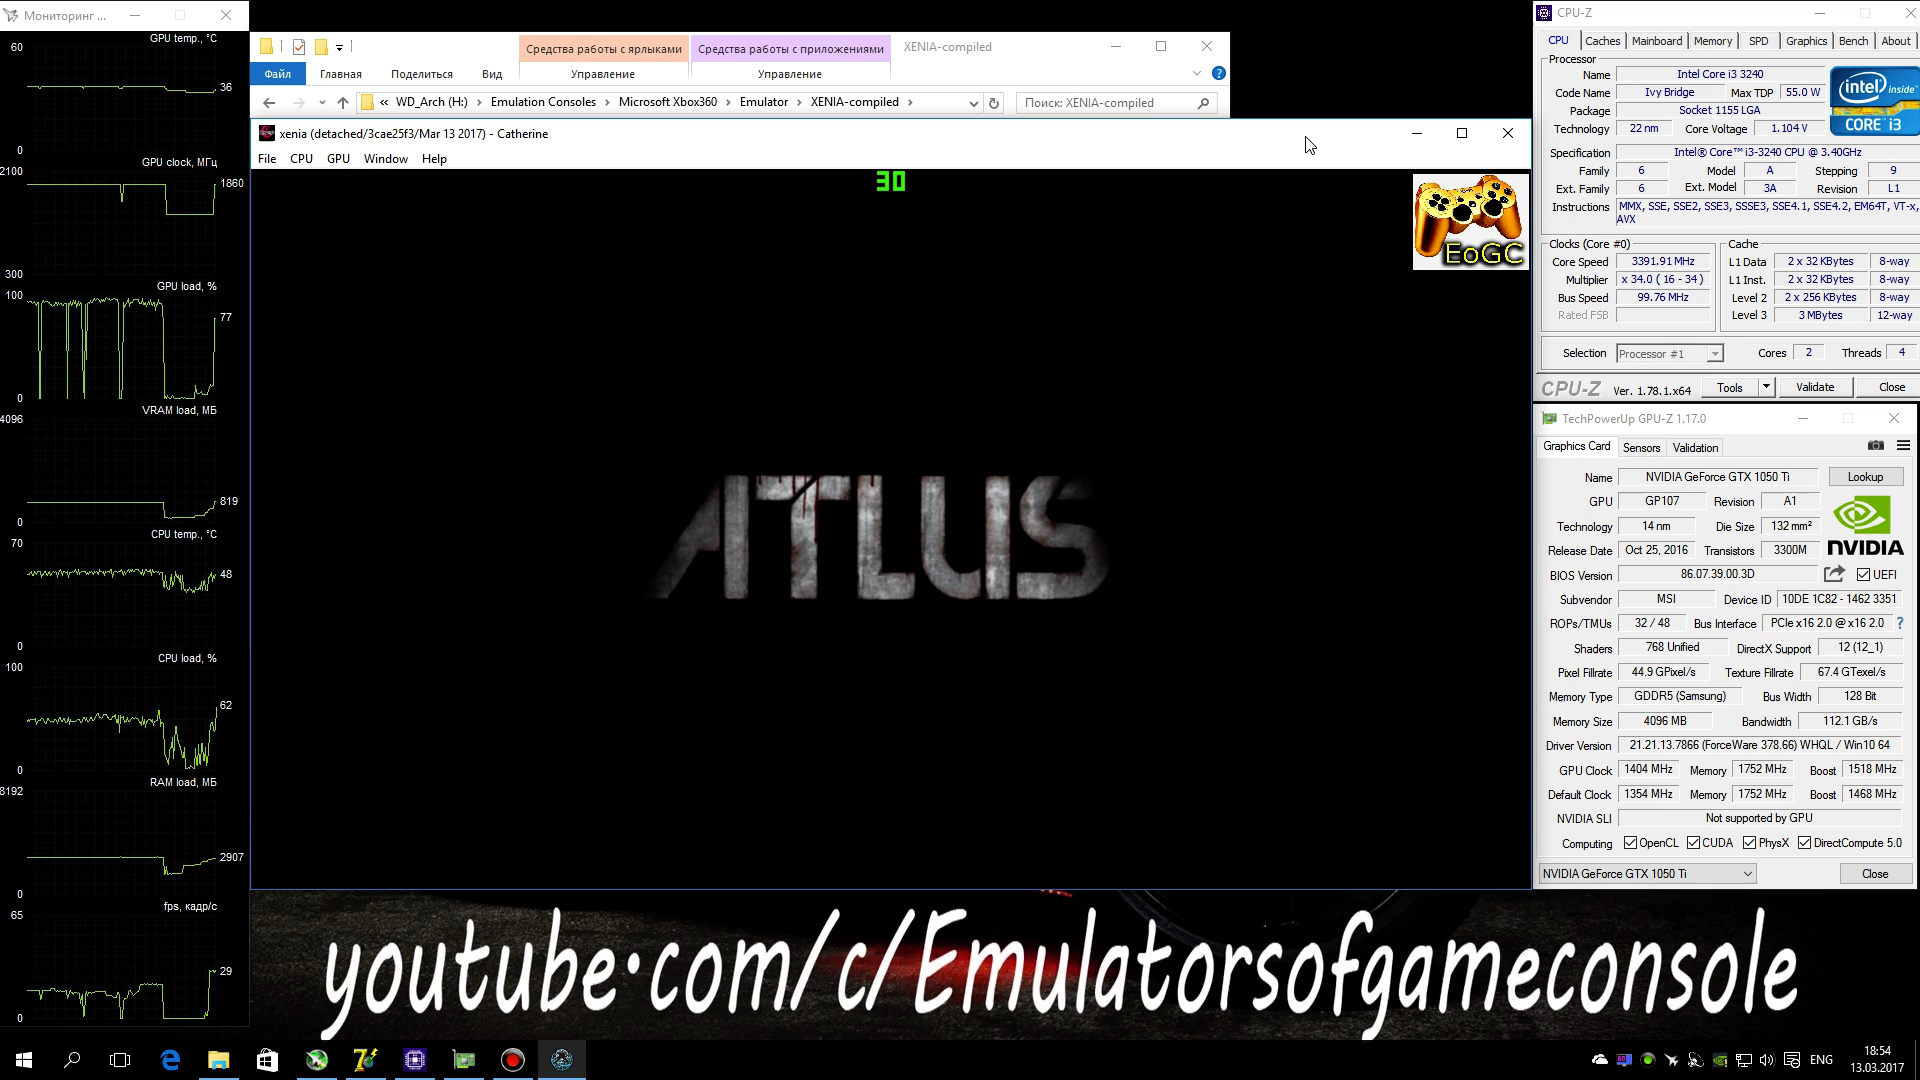 Мониторинг ...
GPU temp., °C
60
36
0
GPU clock, МГц
2100
1860
300
GPU load, %
100
77
0
VRAM load, МБ
4096
819
0
CPU temp., °C
70
48
0
CPU load, %
100
62
0
RAM load, МБ
8192
2907
0
fps, кадр/с
65
29
0
Средства работы с ярлыками
Средства работы с приложениями
XENIA-compiled
Файл
Главная
Поделиться
Вид
Управление
Управление
« WD_Arch (H:) > Emulation Consoles > Microsoft Xbox360 > Emulator > XENIA-compiled >
Поиск: XENIA-compiled
xenia (detached/3cae25f3/Mar 13 2017) - Catherine
File CPU GPU Window Help
30
EoGC
ATLUS
youtube.com/c/Emulatorsofgameconsole
CPU-Z
CPU Caches Mainboard Memory SPD Graphics Bench About
Processor
Name Intel Core i3 3240
Code Name Ivy Bridge Max TDP 55.0 W
Package Socket 1155 LGA
Technology 22 nm Core Voltage 1.104 V
intel inside™
CORE i3
Specification Intel® Core™ i3-3240 CPU @ 3.40GHz
Family 6 Model A Stepping 9
Ext. Family 6 Ext. Model 3A Revision L1
Instructions MMX, SSE, SSE2, SSE3, SSSE3, SSE4.1, SSE4.2, EM64T, VT-x,
AVX
Clocks (Core #0)
Core Speed 3391.91 MHz
Multiplier x 34.0 ( 16 - 34 )
Bus Speed 99.76 MHz
Rated FSB
Cache
L1 Data 2 x 32 KBytes 8-way
L1 Inst. 2 x 32 KBytes 8-way
Level 2 2 x 256 KBytes 8-way
Level 3 3 MBytes 12-way
Selection Processor #1 Cores 2 Threads 4
CPU-Z Ver. 1.78.1.x64 Tools Validate Close
TechPowerUp GPU-Z 1.17.0
Graphics Card Sensors Validation
Name NVIDIA GeForce GTX 1050 Ti Lookup
GPU GP107 Revision A1
Technology 14 nm Die Size 132 mm²
Release Date Oct 25, 2016 Transistors 3300M
NVIDIA
BIOS Version 86.07.39.00.3D UEFI
Subvendor MSI Device ID 10DE 1C82 - 1462 3351
ROPs/TMUs 32 / 48 Bus Interface PCIe x16 2.0 @ x16 2.0 ?
Shaders 768 Unified DirectX Support 12 (12_1)
Pixel Fillrate 44.9 GPixel/s Texture Fillrate 67.4 GTexel/s
Memory Type GDDR5 (Samsung) Bus Width 128 Bit
Memory Size 4096 MB Bandwidth 112.1 GB/s
Driver Version 21.21.13.7866 (ForceWare 378.66) WHQL / Win10 64
GPU Clock 1404 MHz Memory 1752 MHz Boost 1518 MHz
Default Clock 1354 MHz Memory 1752 MHz Boost 1468 MHz
NVIDIA SLI Not supported by GPU
Computing OpenCL CUDA PhysX DirectCompute 5.0
NVIDIA GeForce GTX 1050 Ti Close
ENG
18:54
13.03.2017